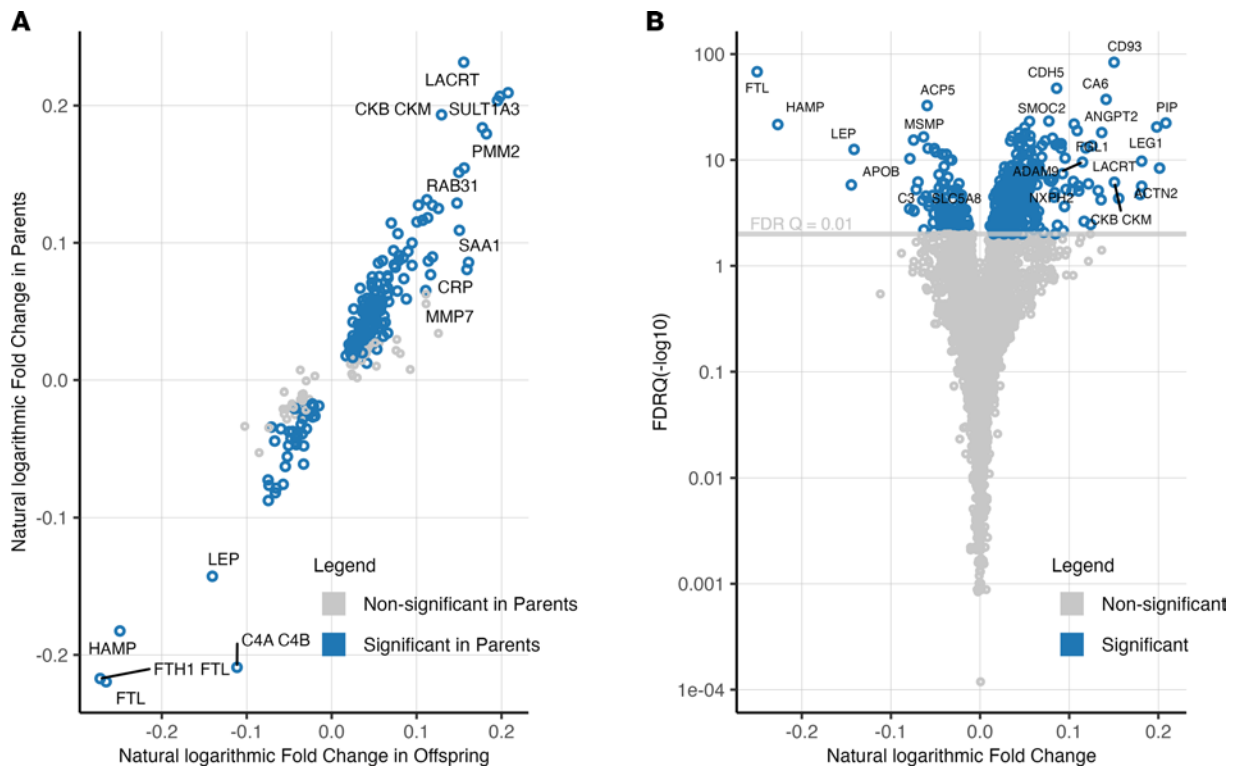 A
Natural logarithmic Fold Change in Parents
0.2
0.1
0.0
-0.1
-0.2
LACRT
CKB CKM
SULT1A3
PMM2
RAB31
SAA1
CRP
MMP7
LEP
HAMP
FTH1 FTL
FTL
C4A C4B
Legend
Non-significant in Parents
Significant in Parents
-0.2
-0.1
0.0
0.1
0.2
Natural logarithmic Fold Change in Offspring
B
FDRQ(-log10)
100
10
1
0.1
0.01
0.001
1e-04
CD93
FTL
CDH5
CA6
HAMP
ACP5
SMOC2
ANGPT2
PIP
MSMP
LEP
LEG1
APOB
ADAM9
LACRT
C3
SLC5A8
NXPH2
ACTN2
CKB CKM
FDR Q = 0.01
Legend
Non-significant
Significant
-0.2
0.0
0.1
0.2
Natural logarithmic Fold Change